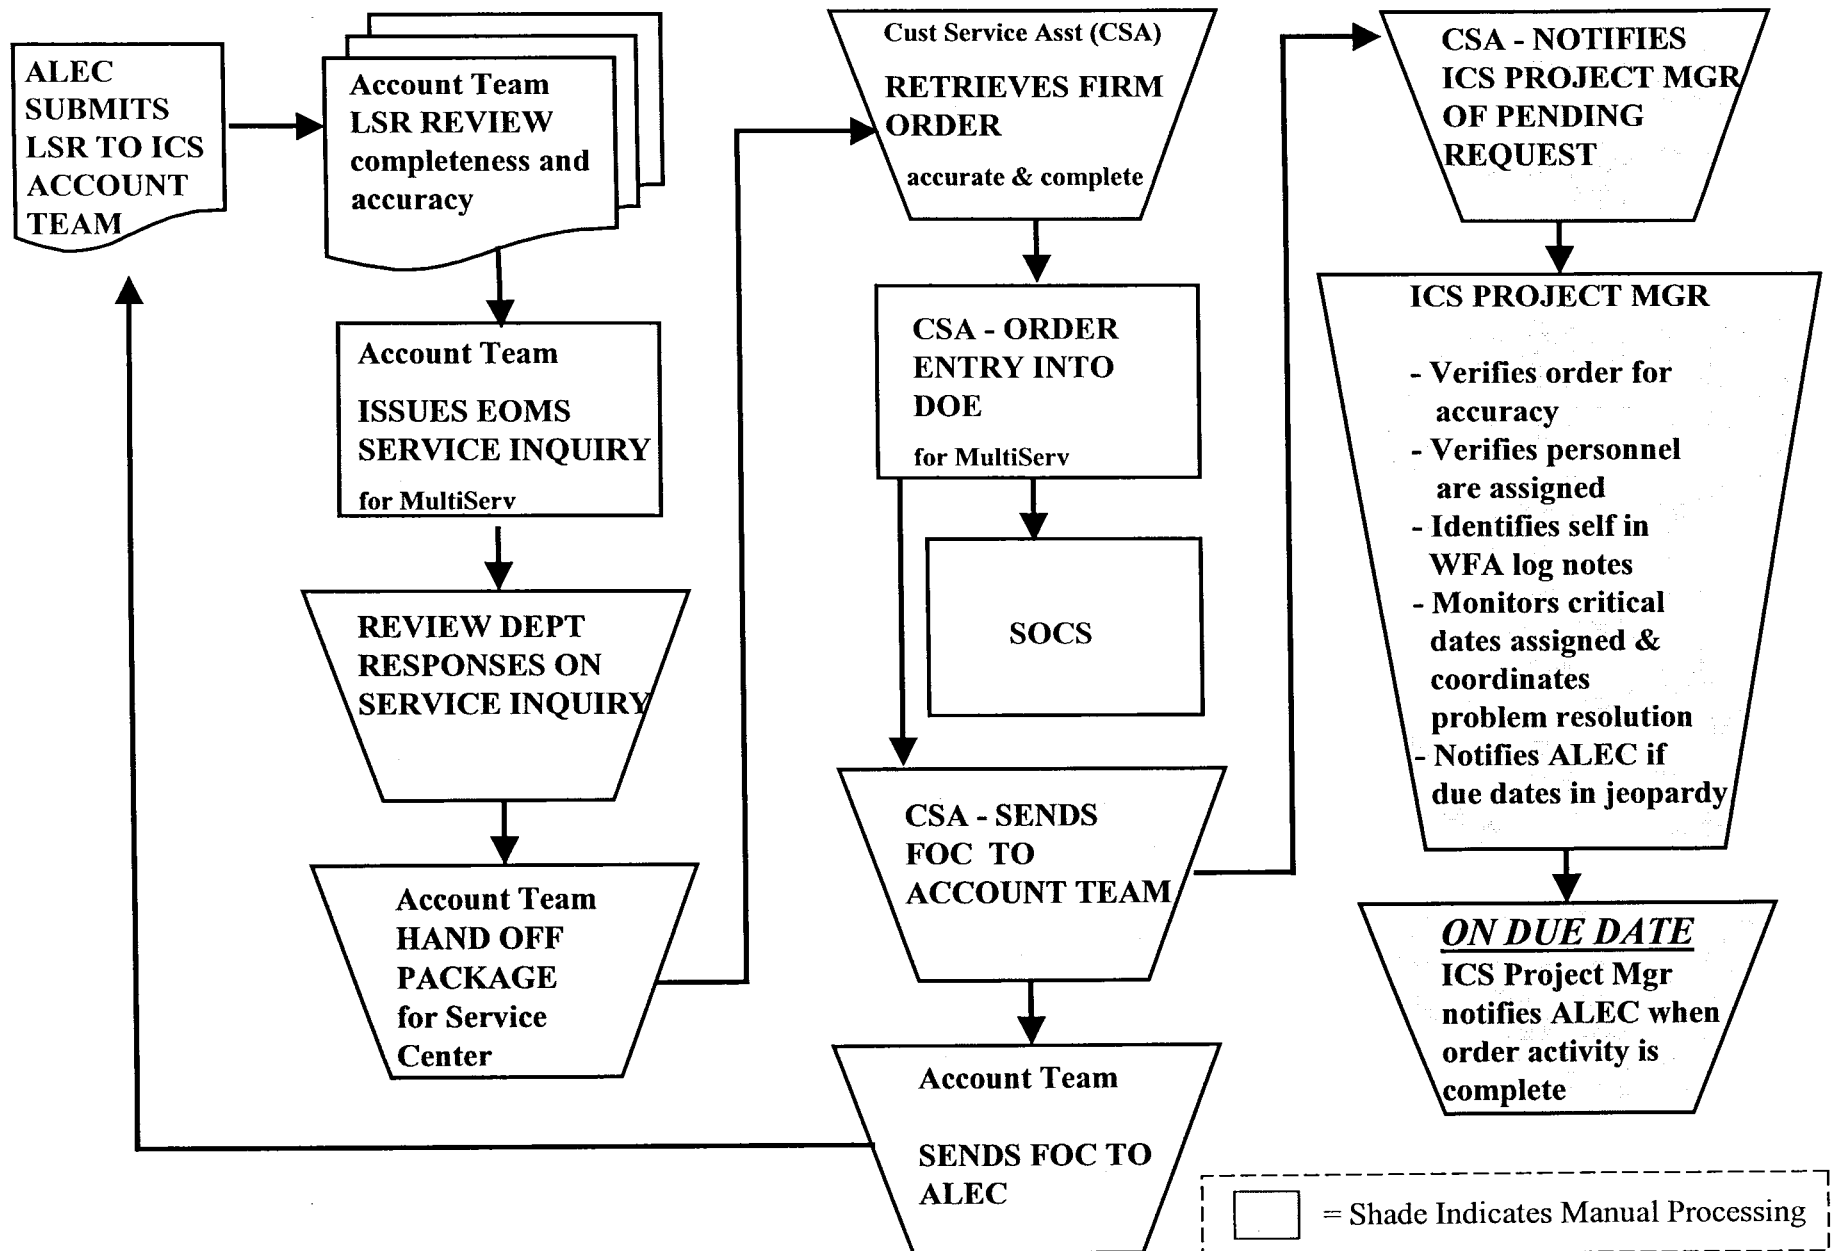 ALEC
SUBMITS
LSR TO ICS
ACCOUNT
TEAM
Account Team
LSR REVIEW
completeness and
accuracy
Account Team
ISSUES EOMS
SERVICE INQUIRY
for MultiServ
REVIEW DEPT
RESPONSES ON
SERVICE INQUIRY
Account Team
HAND OFF
PACKAGE
for Service
Center
Cust Service Asst (CSA)
RETRIEVES FIRM
ORDER
accurate & complete
CSA - ORDER
ENTRY INTO
DOE
for MultiServ
SOCS
CSA - SENDS
FOC TO
ACCOUNT TEAM
Account Team
SENDS FOC TO
ALEC
CSA - NOTIFIES
ICS PROJECT MGR
OF PENDING
REQUEST
ICS PROJECT MGR
- Verifies order for
accuracy
- Verifies personnel
are assigned
- Identifies self in
WFA log notes
- Monitors critical
dates assigned &
coordinates
problem resolution
- Notifies ALEC if
due dates in jeopardy
ON DUE DATE
ICS Project Mgr
notifies ALEC when
order activity is
complete
= Shade Indicates Manual Processing